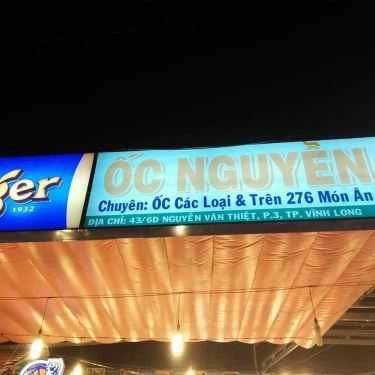 ger
1932
ỐC NGUYỄN
Chuyên: ỐC Các Loại & Trên 276 Món Ăn
ĐỊA CHỈ: 43/6D NGUYỄN VĂN THIỆT, P.3, TP. VĨNH LONG